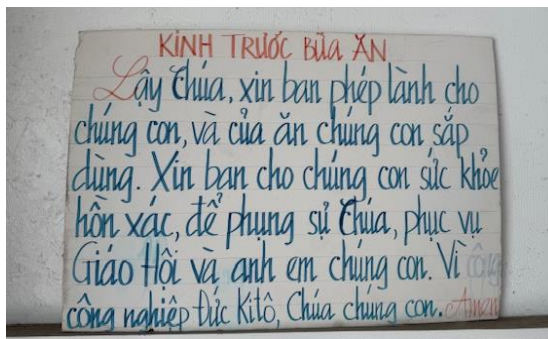 KINH TRƯỚC BỮA ĂN
Lậy Chúa, xin ban phép lành cho
chúng con, và của ăn chúng con sắp
dùng. Xin ban cho chúng con sức khỏe
hồn xác, để phụng sự Chúa, phục vụ
Giáo Hội và anh em chúng con. Vì công
công nghiệp Đức Kitô, Chúa chúng con. Amen